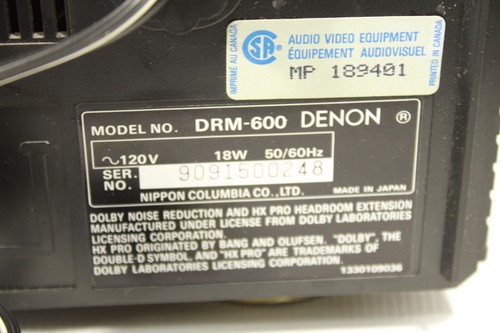 IMPRIMÉ AU CANADA
AUDIO VIDEO EQUIPMENT
ÉQUIPEMENT AUDIOVISUEL
MP 189401
PRINTED IN CANADA
MODEL NO. DRM-600 DENON ®
~120V 18W 50/60Hz
SER. NO. 9091500248
NIPPON COLUMBIA CO., LTD. MADE IN JAPAN
DOLBY NOISE REDUCTION AND HX PRO HEADROOM EXTENSION
MANUFACTURED UNDER LICENSE FROM DOLBY LABORATORIES
LICENSING CORPORATION.
HX PRO ORIGINATED BY BANG AND OLUFSEN. "DOLBY", THE
DOUBLE-D SYMBOL, AND "HX PRO" ARE TRADEMARKS OF
DOLBY LABORATORIES LICENSING CORPORATION.
1330109036